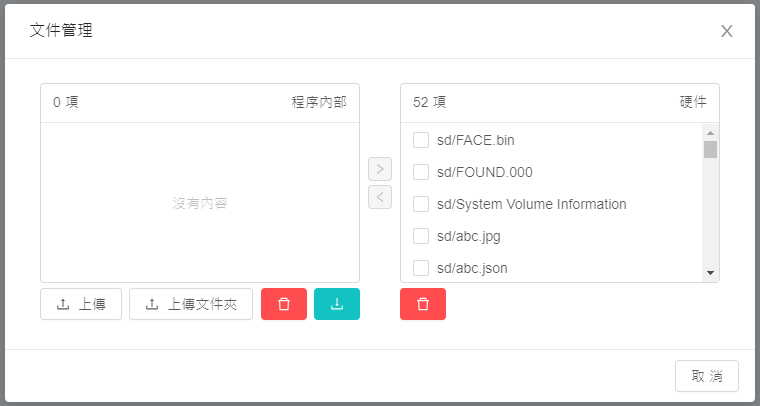 文件管理
0 項 程序內部
沒有內容
上傳 上傳文件夾
52 項 硬件
sd/FACE.bin
sd/FOUND.000
sd/System Volume Information
sd/abc.jpg
sd/abc.json
取 消